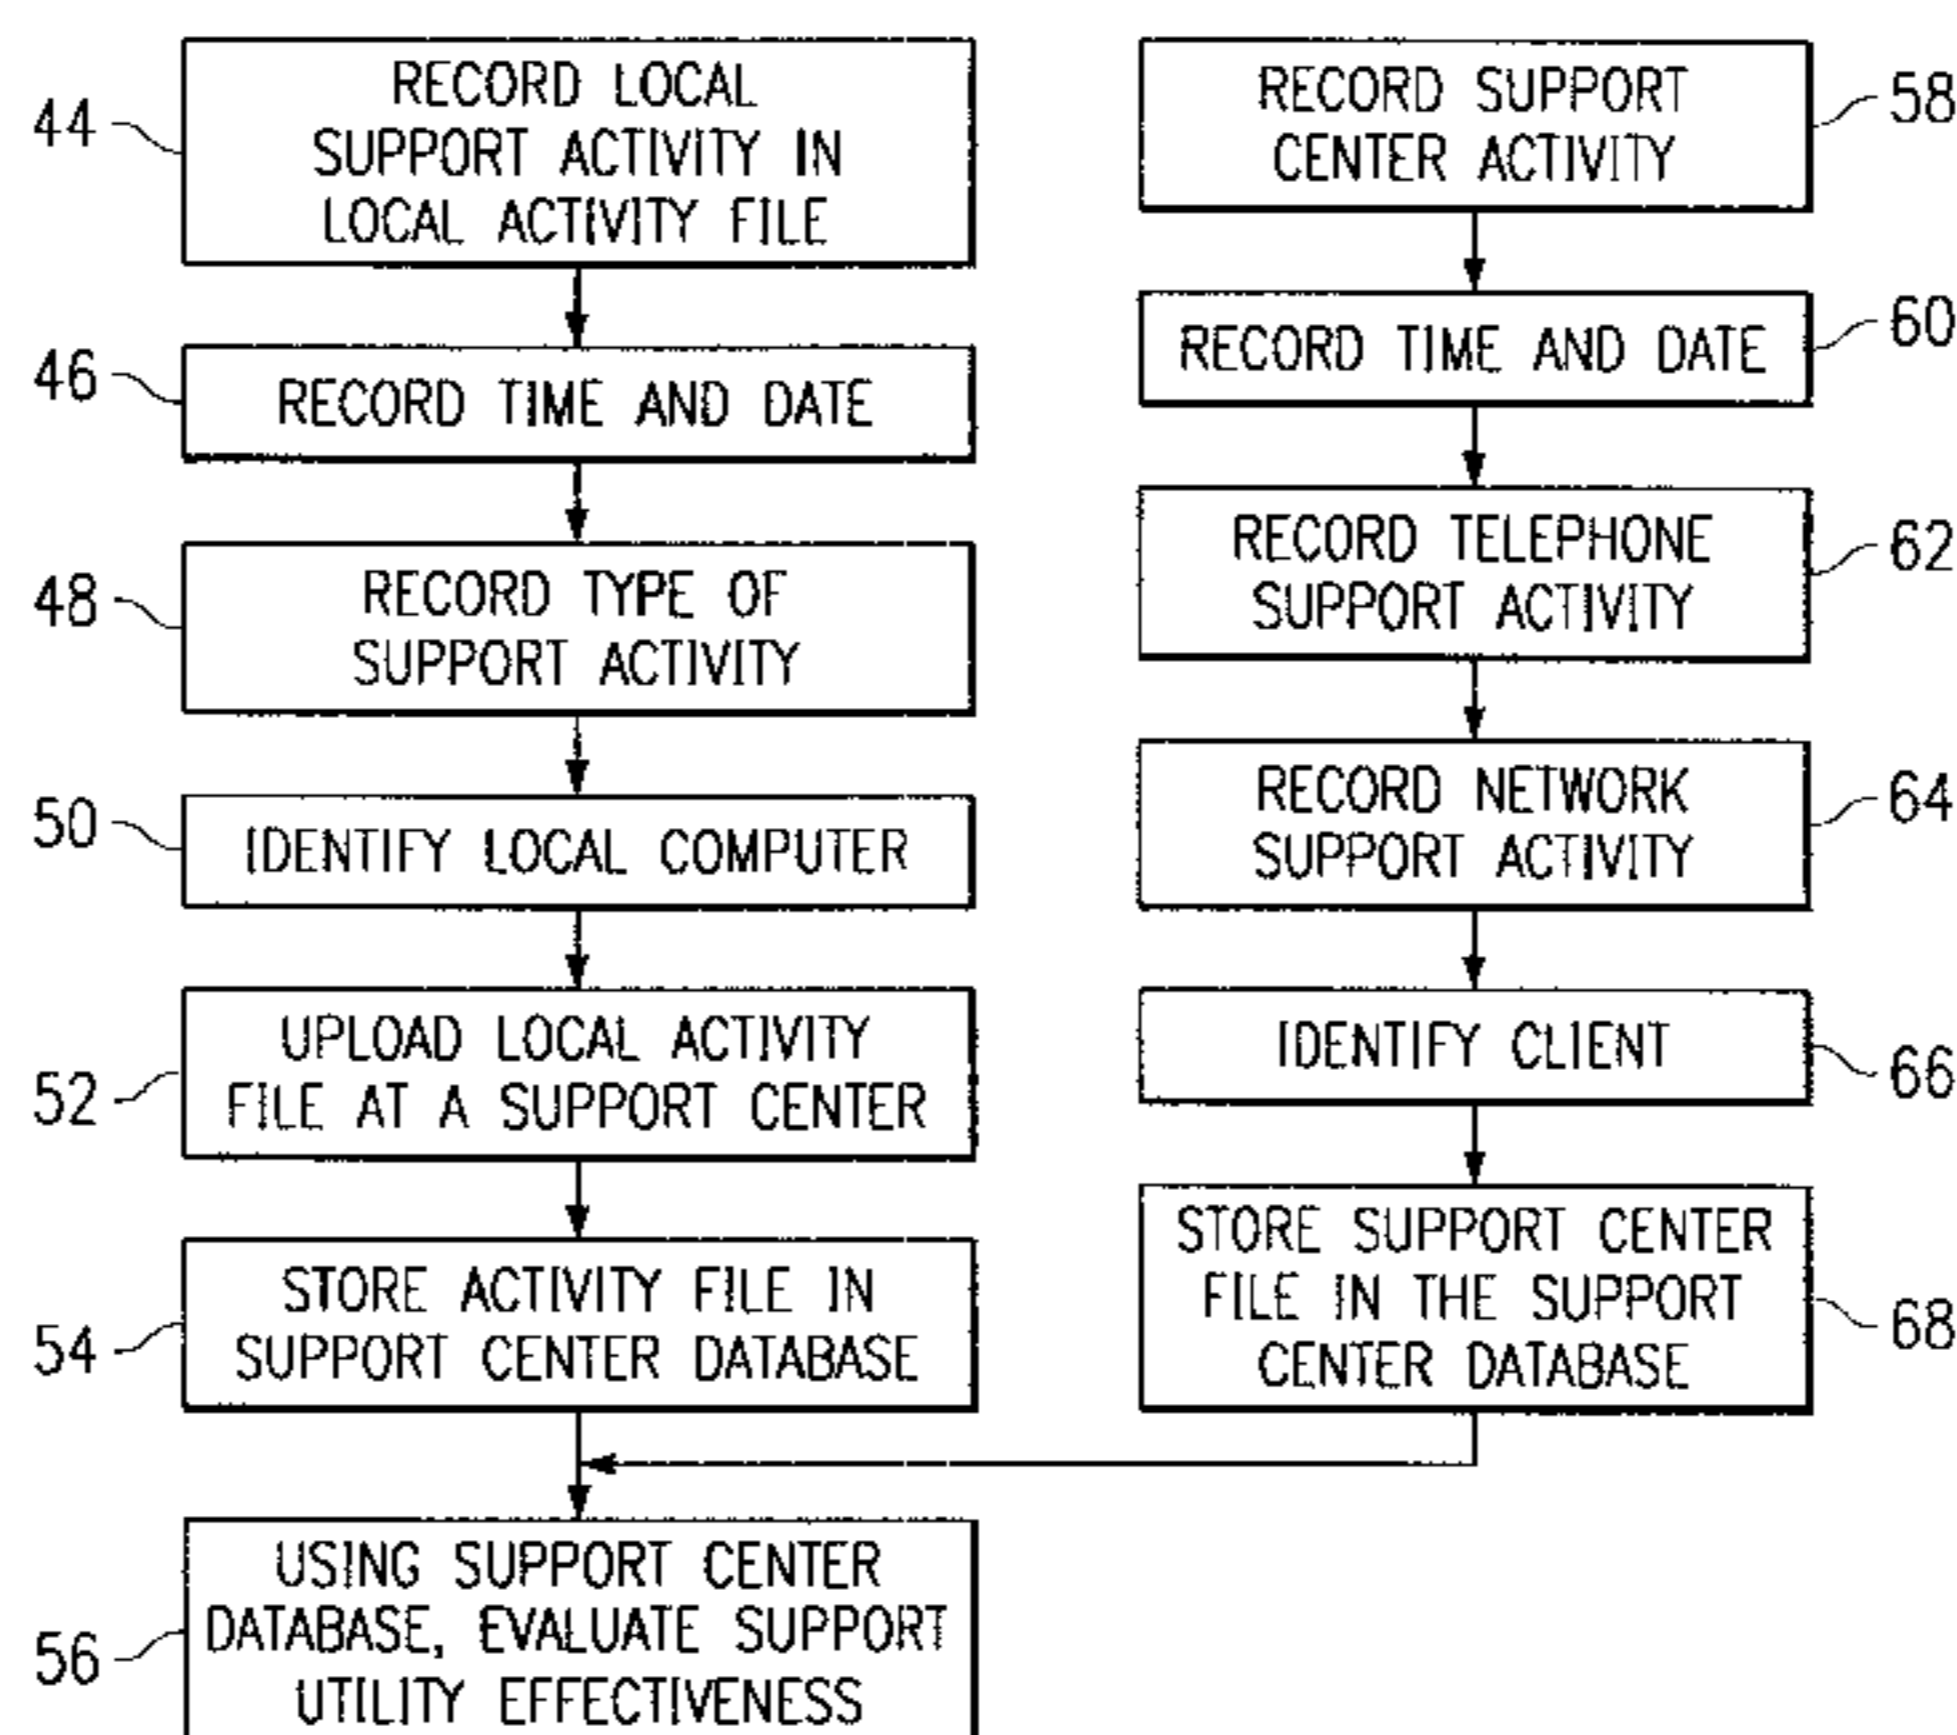 44
RECORD LOCAL
SUPPORT ACTIVITY IN
LOCAL ACTIVITY FILE
46
RECORD TIME AND DATE
48
RECORD TYPE OF
SUPPORT ACTIVITY
50
IDENTIFY LOCAL COMPUTER
52
UPLOAD LOCAL ACTIVITY
FILE AT A SUPPORT CENTER
54
STORE ACTIVITY FILE IN
SUPPORT CENTER DATABASE
56
USING SUPPORT CENTER
DATABASE, EVALUATE SUPPORT
UTILITY EFFECTIVENESS
RECORD SUPPORT
CENTER ACTIVITY
58
RECORD TIME AND DATE
60
RECORD TELEPHONE
SUPPORT ACTIVITY
62
RECORD NETWORK
SUPPORT ACTIVITY
64
IDENTIFY CLIENT
66
STORE SUPPORT CENTER
FILE IN THE SUPPORT
CENTER DATABASE
68